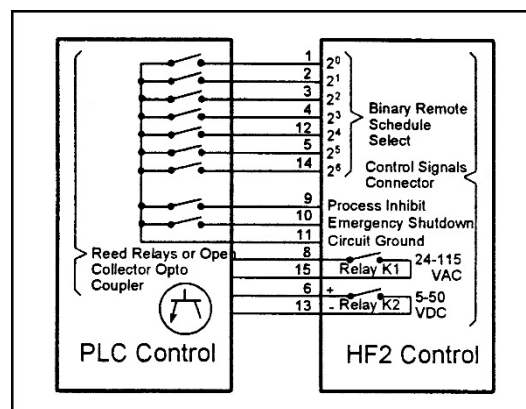 1
2⁰
2
2¹
3
2²
4
2³
12
2⁴
5
2⁵
14
2⁶
Binary Remote
Schedule
Select
Control Signals
Connector
9 Process Inhibit
10 Emergency Shutdown
11 Circuit Ground
8
Relay K1
15
24-115
VAC
6 +
Relay K2
13 -
5-50
VDC
Reed Relays or Open
Collector Opto
Coupler
PLC Control
HF2 Control